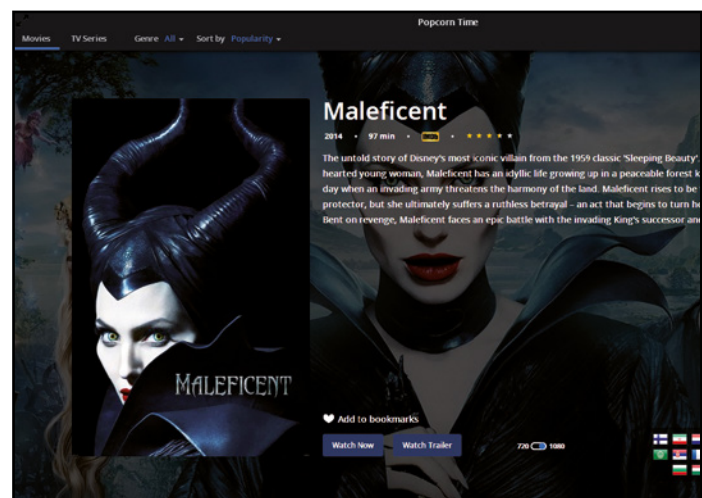 Popcorn Time
Movies TV Series Genre All Sort by Popularity
Maleficent
2014 • 97 min • •
The untold story of Disney's most iconic villain from the 1959 classic 'Sleeping Beauty'.
hearted young woman, Maleficent has an idyllic life growing up in a peaceable forest k
day when an invading army threatens the harmony of the land. Maleficent rises to be
protector, but she ultimately suffers a ruthless betrayal – an act that begins to turn he
Bent on revenge, Maleficent faces an epic battle with the invading King's successor and
MALEFICENT
Add to bookmarks
Watch Now Watch Trailer 720 1080